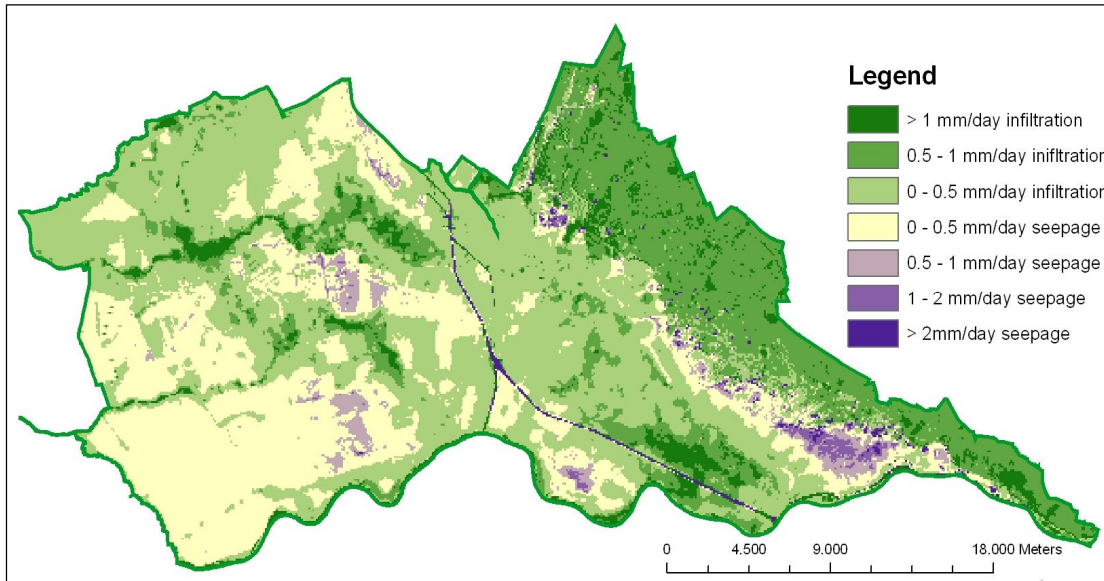 Legend
> 1 mm/day infiltration
0.5 - 1 mm/day inifltration
0 - 0.5 mm/day infiltration
0 - 0.5 mm/day seepage
0.5 - 1 mm/day seepage
1 - 2 mm/day seepage
> 2mm/day seepage
0 4.500 9.000 18.000 Meters